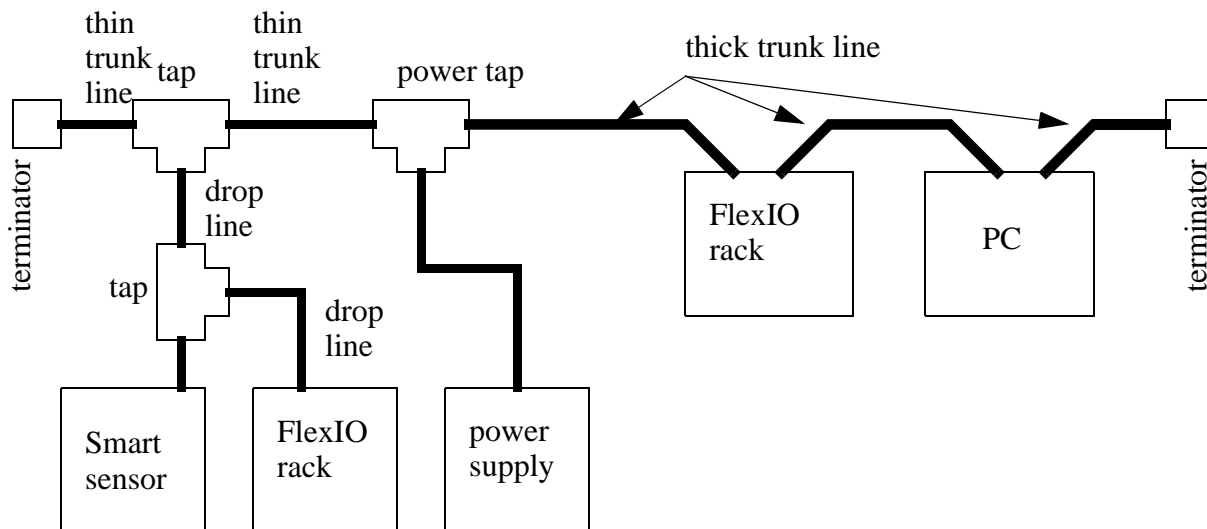 thin
trunk
line
tap
thin
trunk
line
power tap
thick trunk line
terminator
drop
line
FlexIO
rack
PC
terminator
tap
drop
line
Smart
sensor
FlexIO
rack
power
supply